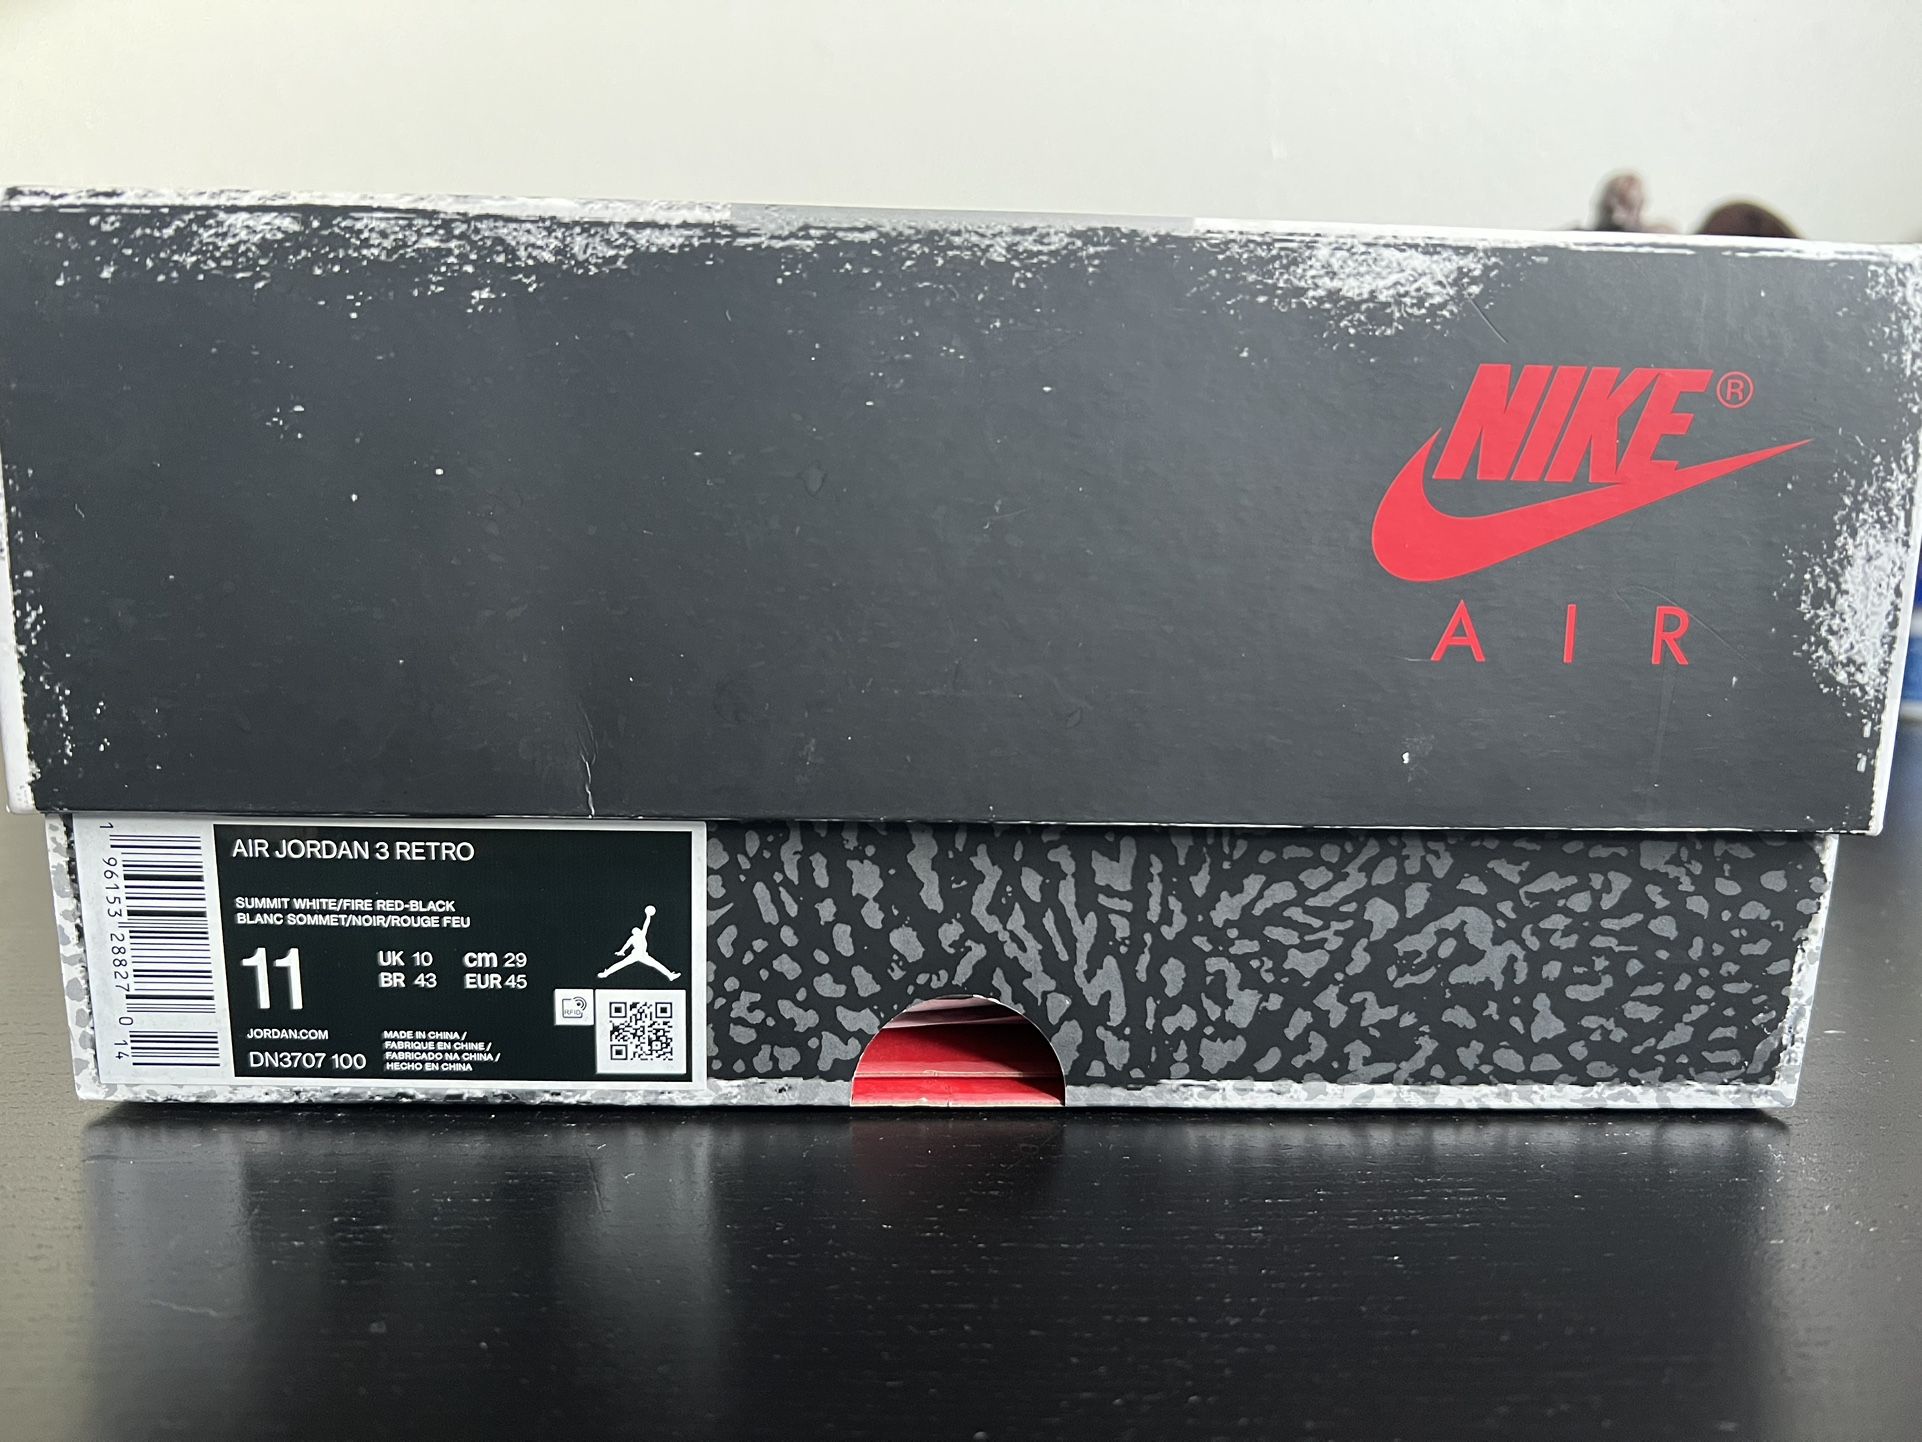 NIKE®
AIR
1 96153 28827 0 14
AIR JORDAN 3 RETRO
SUMMIT WHITE/FIRE RED-BLACK
BLANC SOMMET/NOIR/ROUGE FEU
11
UK 10 cm 29
BR 43 EUR 45
RFID
JORDAN.COM
DN3707 100
MADE IN CHINA /
FABRIQUE EN CHINE /
FABRICADO NA CHINA /
HECHO EN CHINA